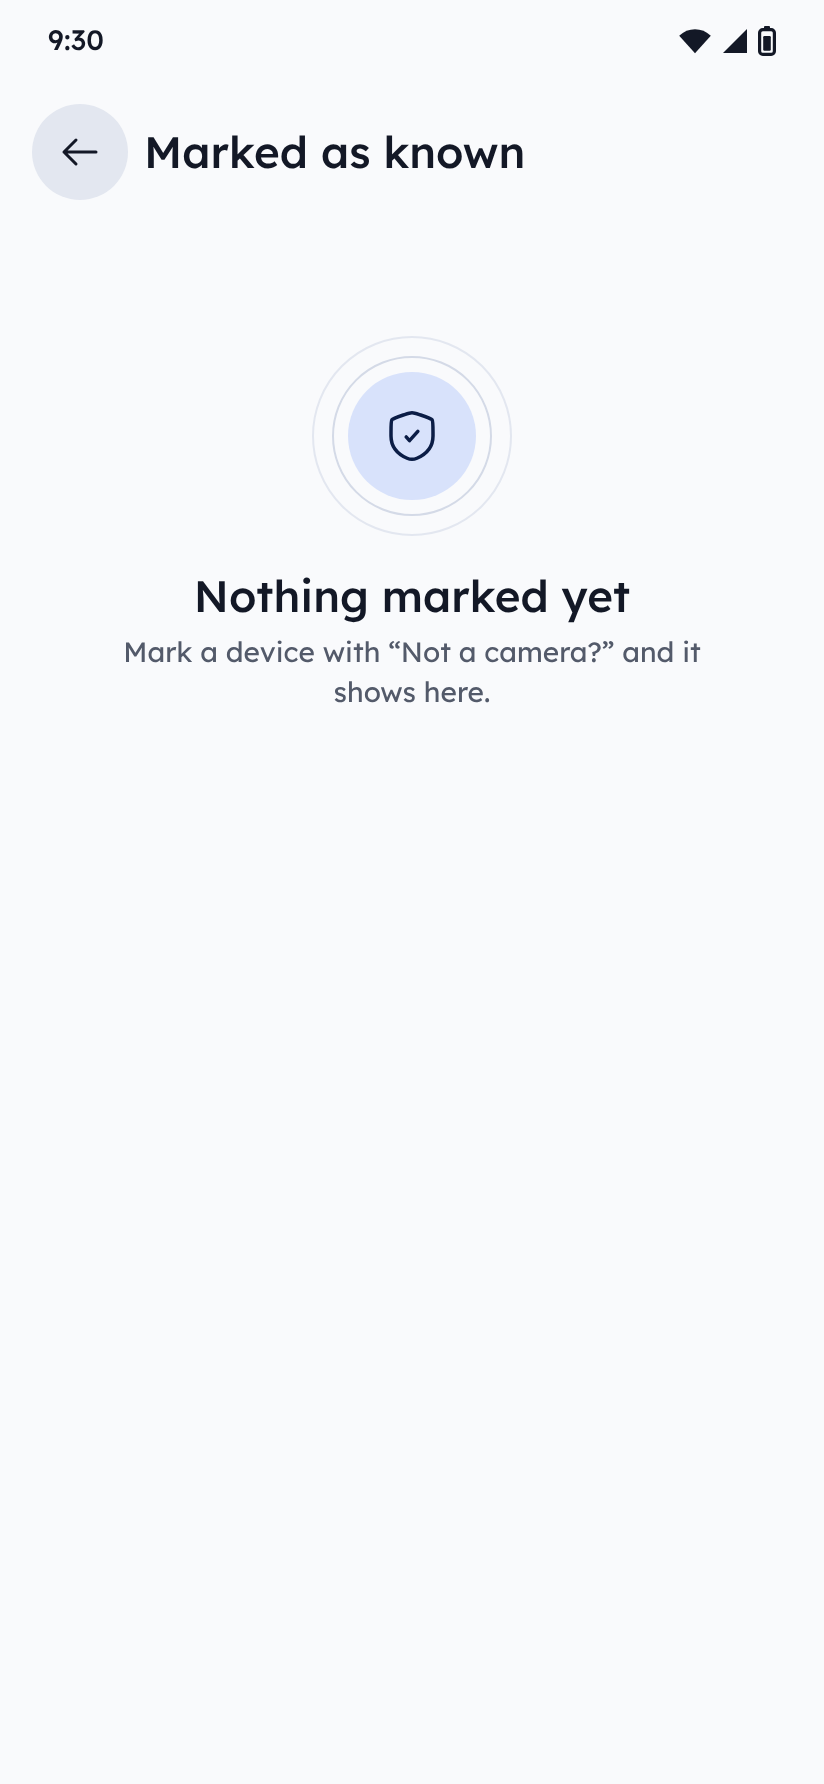 9:30
Marked as known
Nothing marked yet
Mark a device with “Not a camera?” and it
shows here.